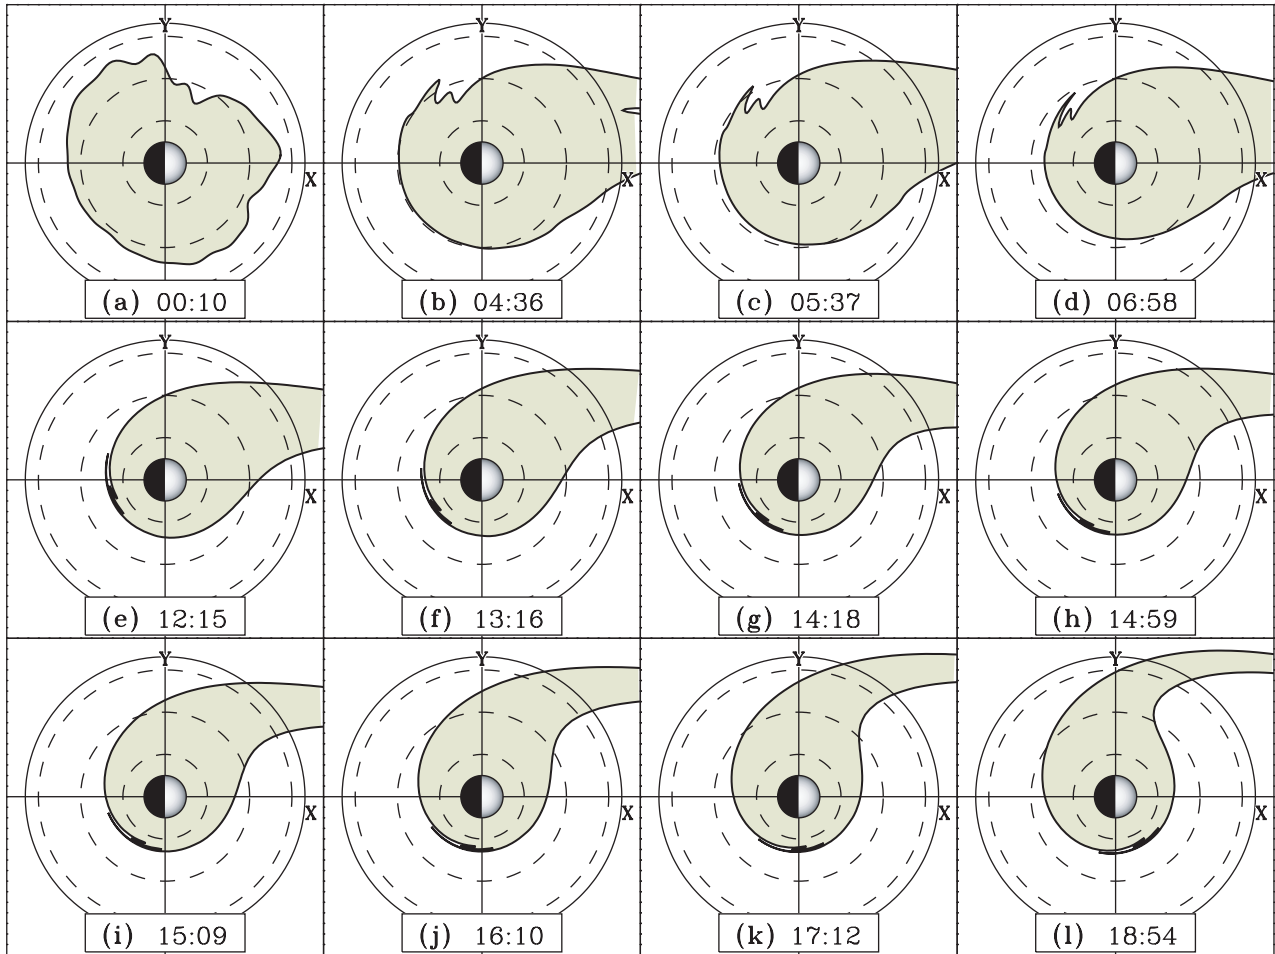 Y Y Y Y
X X X X
(a) 00:10 (b) 04:36 (c) 05:37 (d) 06:58
Y Y Y Y
X X X X
(e) 12:15 (f) 13:16 (g) 14:18 (h) 14:59
Y Y Y Y
X X X X
(i) 15:09 (j) 16:10 (k) 17:12 (l) 18:54